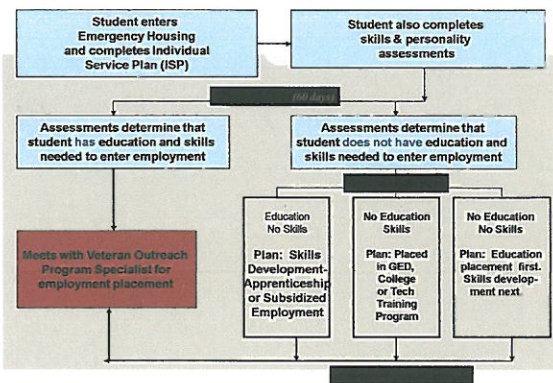 Student enters
Emergency Housing
and completes Individual
Service Plan (ISP)
Student also completes
skills & personality
assessments
(60 days)
Assessments determine that
student has education and skills
needed to enter employment
Assessments determine that
student does not have education and
skills needed to enter employment
Meets with Veteran Outreach
Program Specialist for
employment placement
Education
No Skills
Plan: Skills
Development-
Apprenticeship
or Subsidized
Employment
No Education
Skills
Plan: Placed
in GED,
College
or Tech
Training
Program
No Education
No Skills
Plan: Education
placement first.
Skills develop-
ment next.